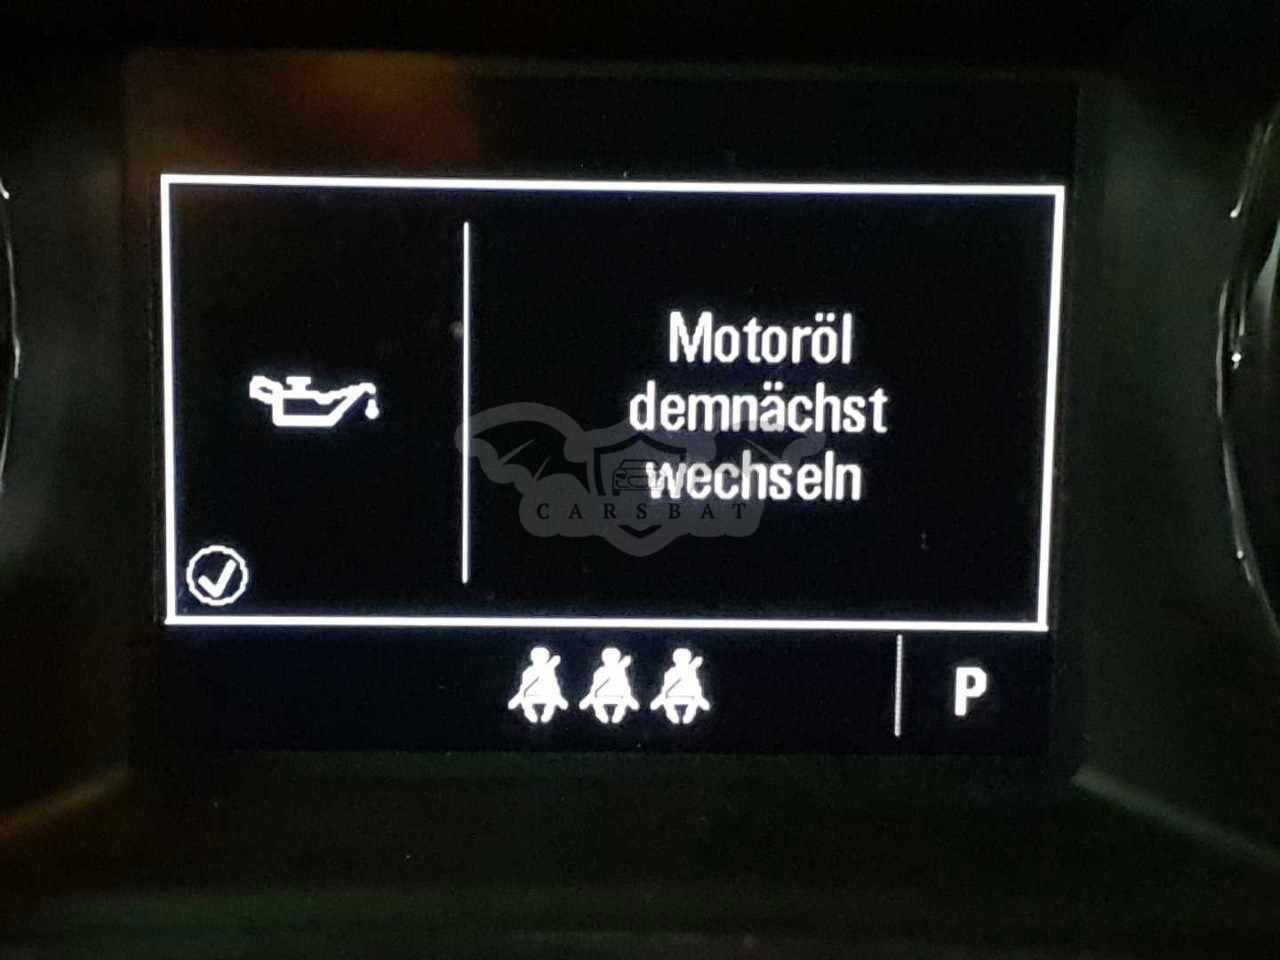 Motoröl
demnächst
wechseln
CARSBAT
P